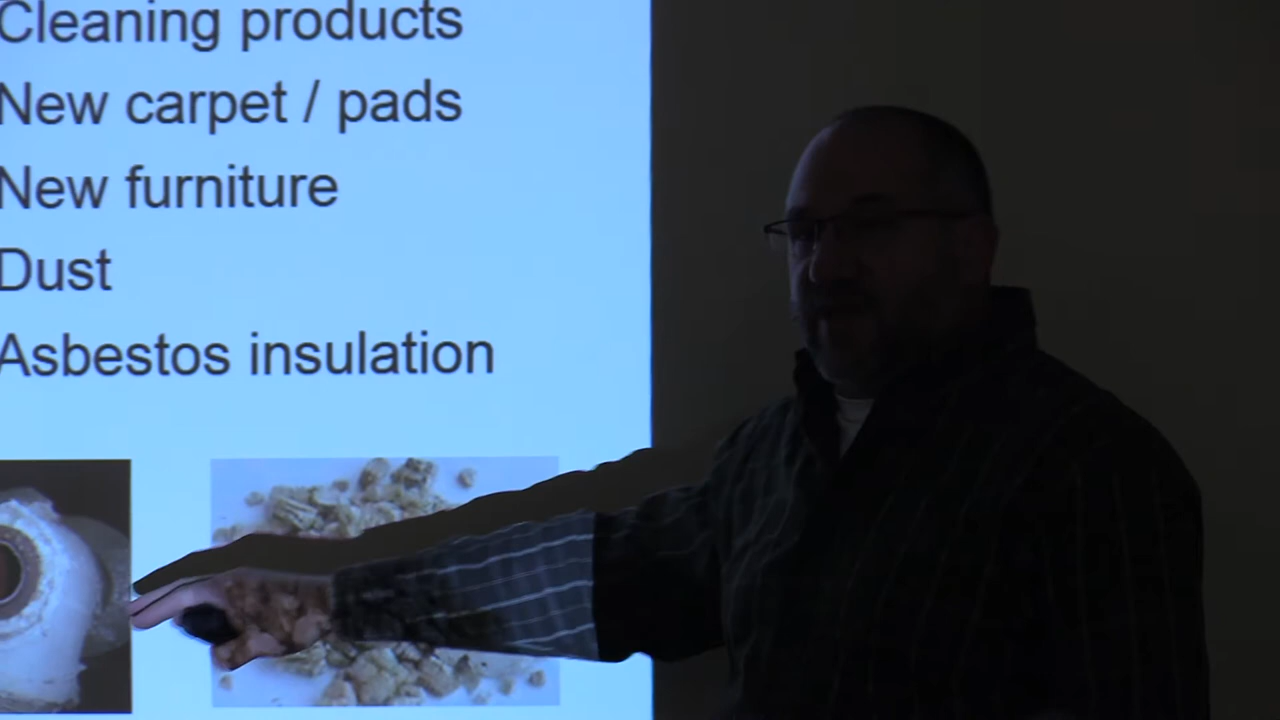 Cleaning products
New carpet / pads
New furniture
Dust
Asbestos insulation